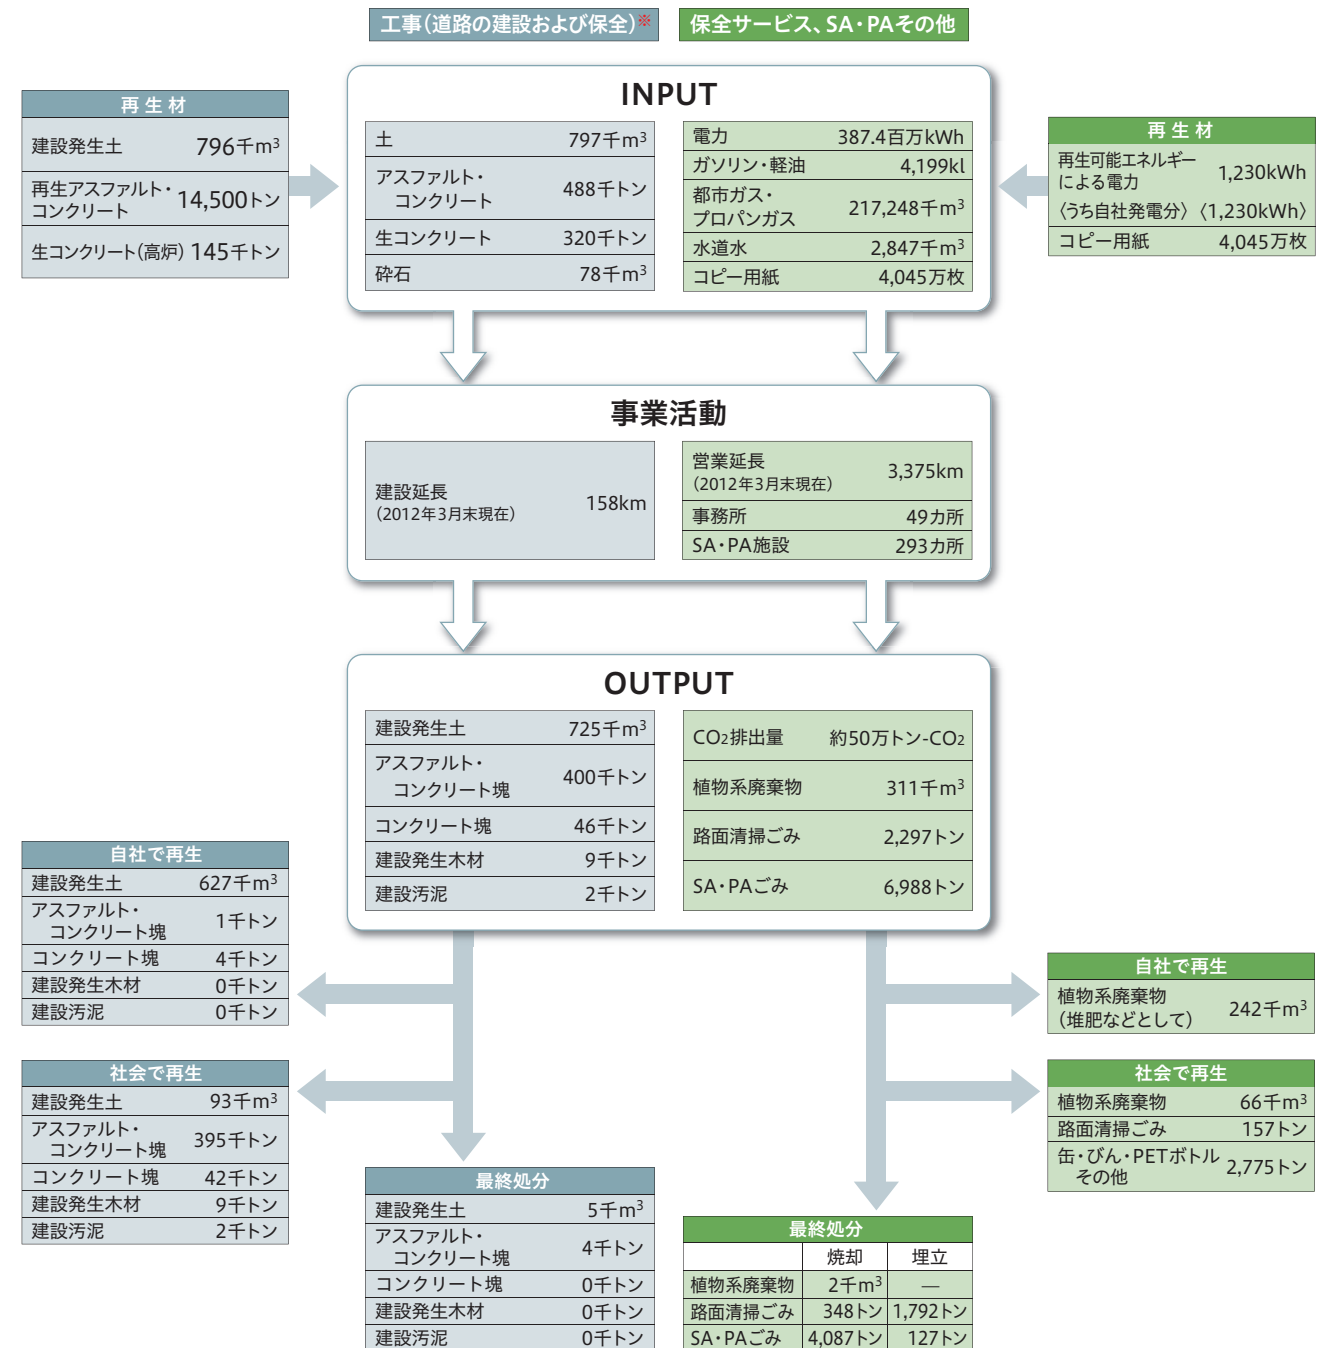 工事(道路の建設および保全)※
保全サービス、SA・PAその他
再生材
建設発生土 796千m³
再生アスファルト・
コンクリート 14,500トン
生コンクリート(高炉) 145千トン
INPUT
土 797千m³
アスファルト・
コンクリート 488千トン
生コンクリート 320千トン
砕石 78千m³
電力 387.4百万kWh
ガソリン・軽油 4,199kl
都市ガス・
プロパンガス 217,248千m³
水道水 2,847千m³
コピー用紙 4,045万枚
再生材
再生可能エネルギー
による電力 1,230kWh
〈うち自社発電分〉〈1,230kWh〉
コピー用紙 4,045万枚
事業活動
建設延長
(2012年3月末現在) 158km
営業延長
(2012年3月末現在) 3,375km
事務所 49カ所
SA・PA施設 293カ所
OUTPUT
建設発生土 725千m³
アスファルト・
コンクリート塊 400千トン
コンクリート塊 46千トン
建設発生木材 9千トン
建設汚泥 2千トン
CO₂排出量 約50万トン-CO₂
植物系廃棄物 311千m³
路面清掃ごみ 2,297トン
SA・PAごみ 6,988トン
自社で再生
建設発生土 627千m³
アスファルト・
コンクリート塊 1千トン
コンクリート塊 4千トン
建設発生木材 0千トン
建設汚泥 0千トン
社会で再生
建設発生土 93千m³
アスファルト・
コンクリート塊 395千トン
コンクリート塊 42千トン
建設発生木材 9千トン
建設汚泥 2千トン
最終処分
建設発生土 5千m³
アスファルト・
コンクリート塊 4千トン
コンクリート塊 0千トン
建設発生木材 0千トン
建設汚泥 0千トン
自社で再生
植物系廃棄物
(堆肥などとして) 242千m³
社会で再生
植物系廃棄物 66千m³
路面清掃ごみ 157トン
缶・びん・PETボトル
その他 2,775トン
最終処分
焼却 埋立
植物系廃棄物 2千m³ —
路面清掃ごみ 348トン 1,792トン
SA・PAごみ 4,087トン 127トン